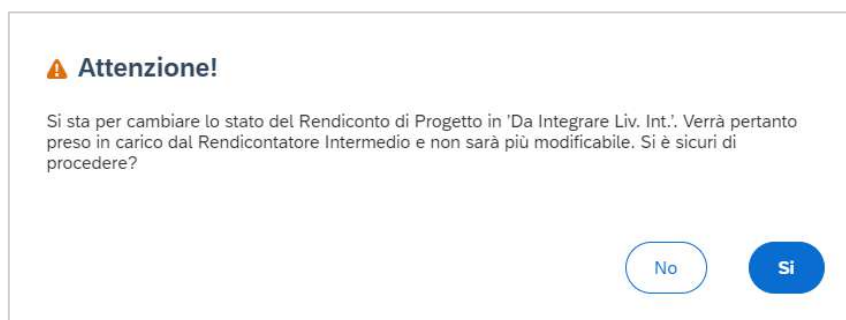 Attenzione!
Si sta per cambiare lo stato del Rendiconto di Progetto in 'Da Integrare Liv. Int.'. Verrà pertanto
preso in carico dal Rendicontatore Intermedio e non sarà più modificabile. Si è sicuri di
procedere?
No
Si